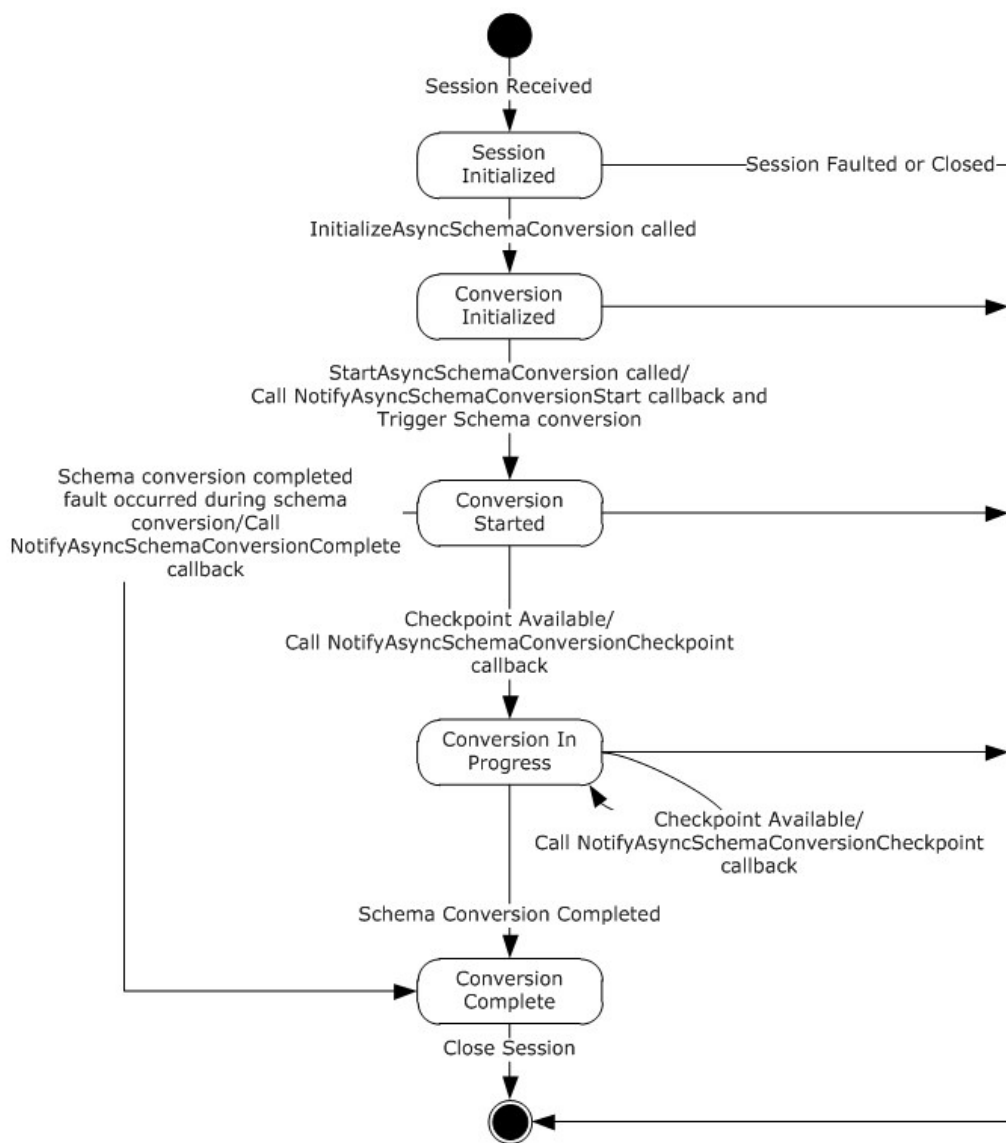 Session Received
Session
Initialized
Session Faulted or Closed
InitializeAsyncSchemaConversion called
Conversion
Initialized
StartAsyncSchemaConversion called/
Call NotifyAsyncSchemaConversionStart callback and
Trigger Schema conversion
Schema conversion completed
fault occurred during schema
conversion/Call
NotifyAsyncSchemaConversionComplete
callback
Conversion
Started
Checkpoint Available/
Call NotifyAsyncSchemaConversionCheckpoint
callback
Conversion In
Progress
Checkpoint Available/
Call NotifyAsyncSchemaConversionCheckpoint
callback
Schema Conversion Completed
Conversion
Complete
Close Session